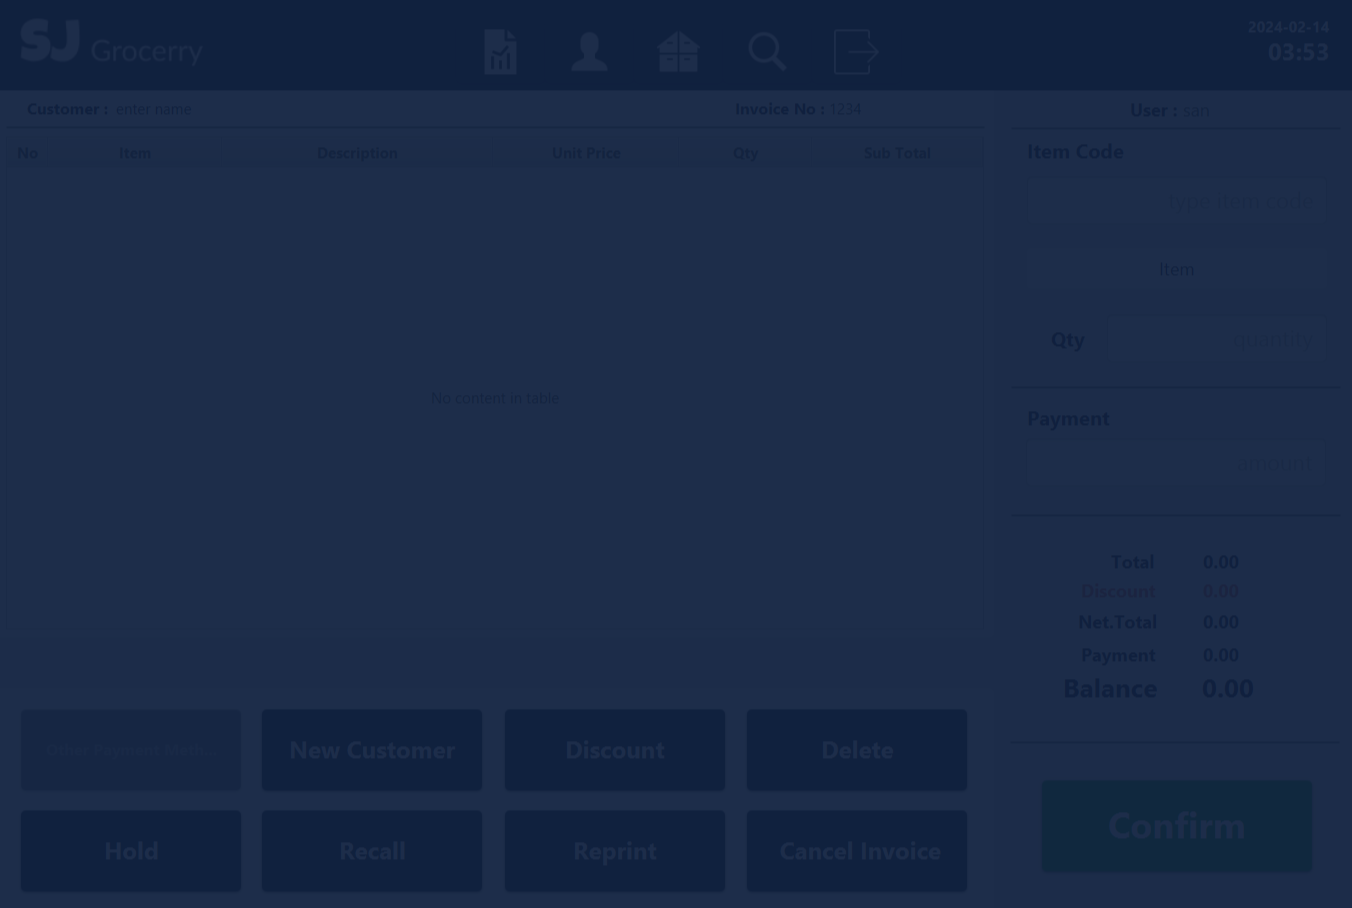 SJ Grocerry
2024-02-14
03:53
Customer : enter name
Invoice No : 1234
User : san
No Item Description Unit Price Qty Sub Total
No content in table
Item Code
type item code
Item
Qty quantity
Payment
amount
Total 0.00
Discount 0.00
Net.Total 0.00
Payment 0.00
Balance 0.00
Other Payment Meth...
New Customer
Discount
Delete
Hold
Recall
Reprint
Cancel Invoice
Confirm